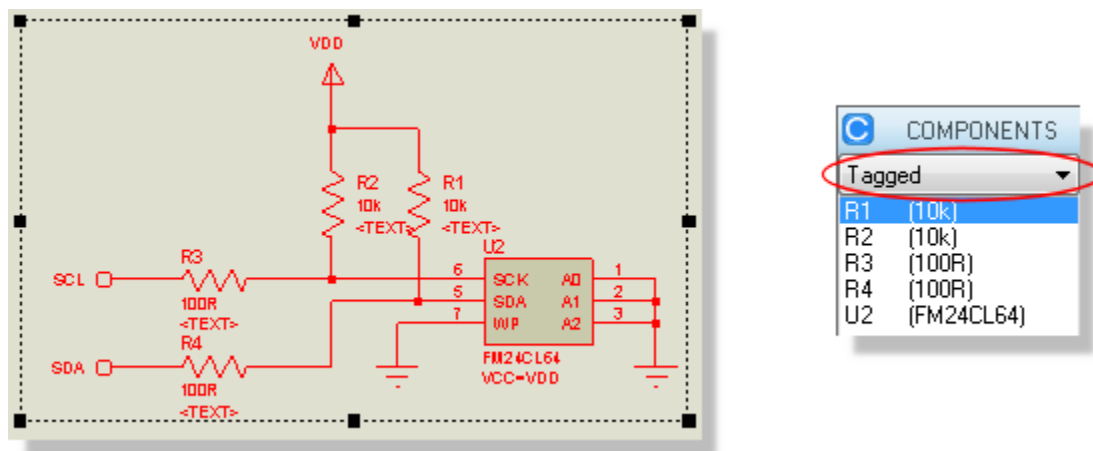 VDD
R2
10k
<TEXT>
R1
10k
<TEXT>
U2
SCL
R3
100R
<TEXT>
6
SCK
A0
1
5
SDA
A1
2
7
WP
A2
3
SDA
R4
100R
<TEXT>
FM24CL64
VCC=VDD
C COMPONENTS
Tagged
R1 (10k)
R2 (10k)
R3 (100R)
R4 (100R)
U2 (FM24CL64)